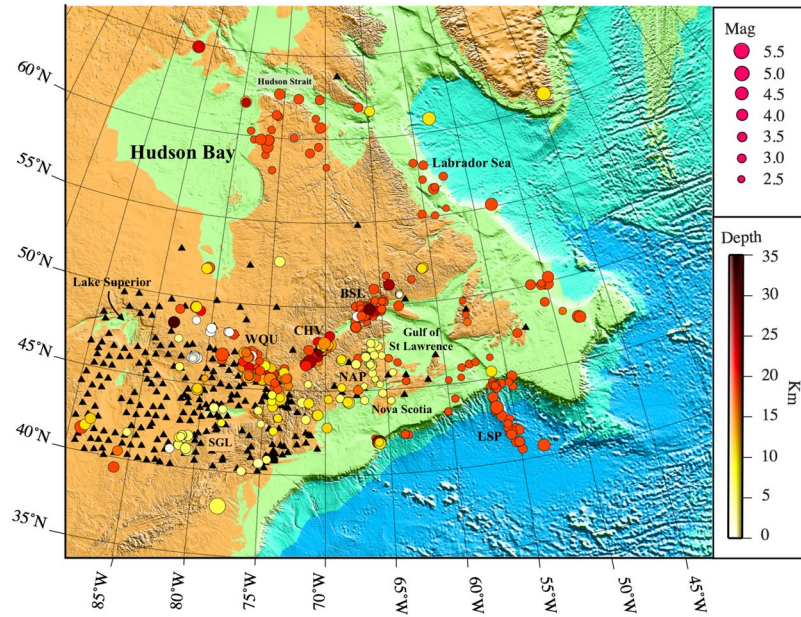 60°N
55°N
50°N
45°N
40°N
35°N
Hudson Strait
Hudson Bay
Labrador Sea
Lake Superior
BSL
WQU
CHV
Gulf of
St Lawrence
NAP
Nova Scotia
SGL
LSP
85°W
80°W
75°W
70°W
65°W
60°W
55°W
50°W
45°W
Mag
5.5
5.0
4.5
4.0
3.5
3.0
2.5
Depth
35
30
25
20
15
10
5
0
Km